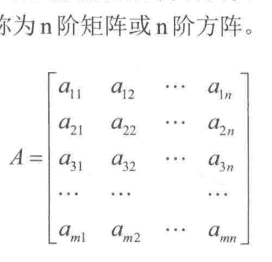 称为n阶矩阵或n阶方阵。
a₁₁ a₁₂ ⋯ a₁ₙ
a₂₁ a₂₂ ⋯ a₂ₙ
A= a₃₁ a₃₂ ⋯ a₃ₙ
⋯ ⋯ ⋯
aₘ₁ aₘ₂ ⋯ aₘₙ